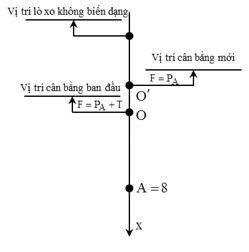 Vị trí lò xo không biến dạng
Vị trí cân bằng mới
F = P_A
O'
Vị trí cân bằng ban đầu
F = P_A + T
O
A = 8
x